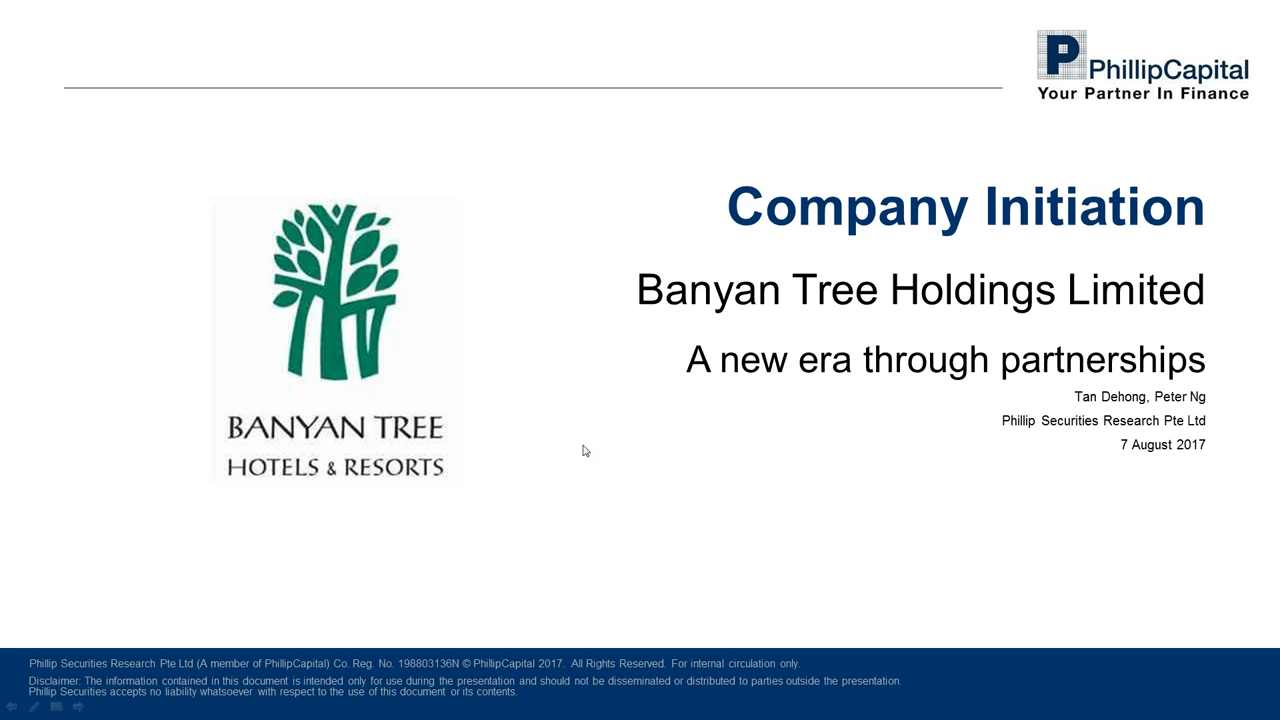 P
PhillipCapital
Your Partner In Finance
Company Initiation
Banyan Tree Holdings Limited
A new era through partnerships
Tan Dehong, Peter Ng
Phillip Securities Research Pte Ltd
7 August 2017
BANYAN TREE
HOTELS & RESORTS
Phillip Securities Research Pte Ltd (A member of PhillipCapital) Co. Reg. No. 198803136N © PhillipCapital 2017. All Rights Reserved. For internal circulation only.
Disclaimer: The information contained in this document is intended only for use during the presentation and should not be disseminated or distributed to parties outside the presentation.
Phillip Securities accepts no liability whatsoever with respect to the use of this document or its contents.